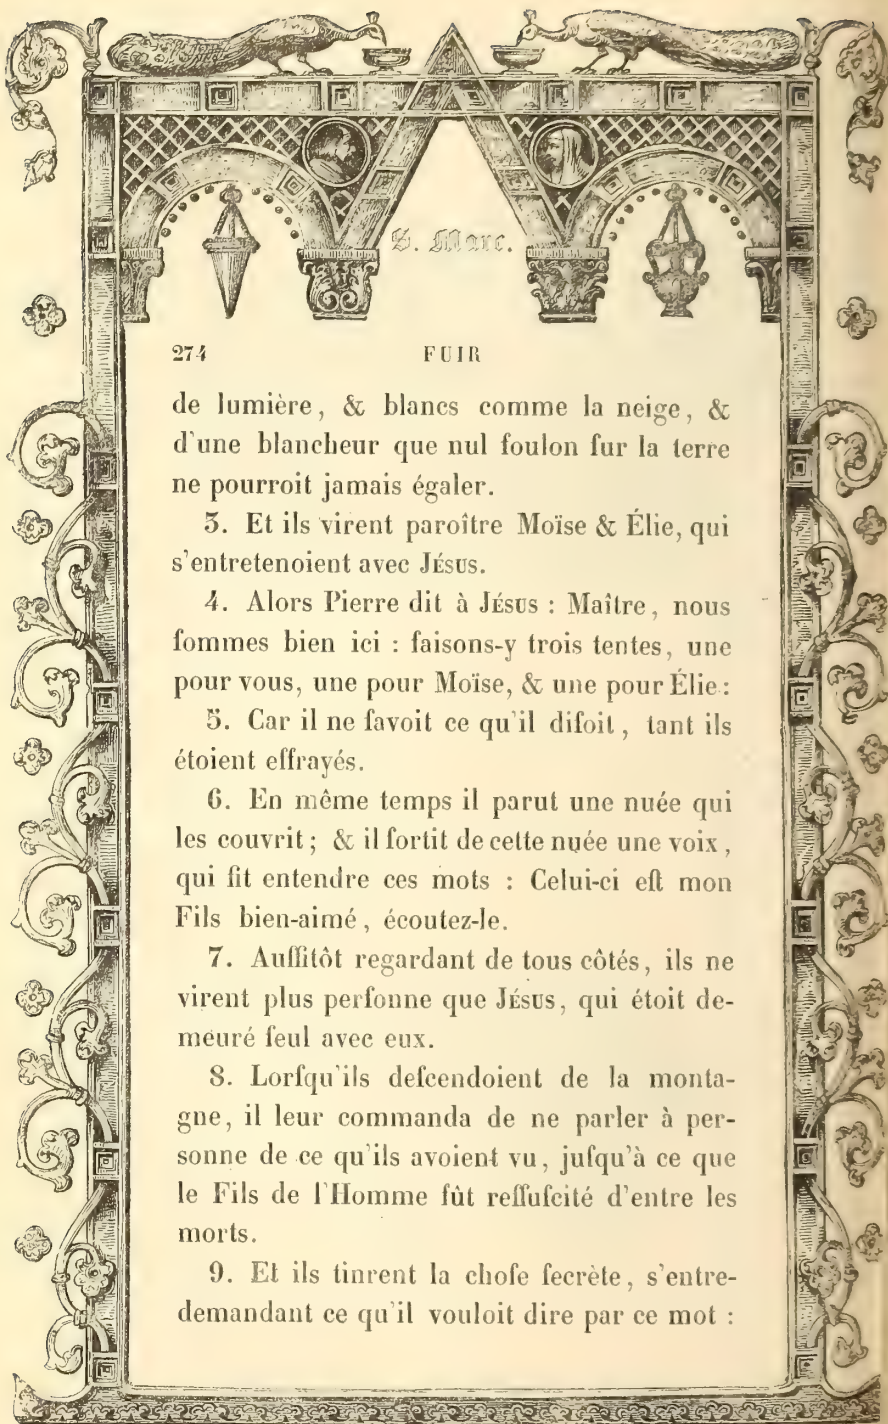 S. Marc.
274 FUIR
de lumière, & blancs comme la neige, &
d'une blancheur que nul foulon fur la terre
ne pourroit jamais égaler.
3. Et ils virent paroître Moïse & Élie, qui
s'entretenoient avec JÉSUS.
4. Alors Pierre dit à JÉSUS : Maître, nous
ſommes bien ici : faisons-y trois tentes, une
pour vous, une pour Moïse, & une pour Élie :
5. Car il ne ſavoit ce qu'il diſoit, tant ils
étoient effrayés.
6. En même temps il parut une nuée qui
les couvrit ; & il ſortit de cette nuée une voix,
qui fit entendre ces mots : Celui-ci eſt mon
Fils bien-aimé, écoutez-le.
7. Auſſitôt regardant de tous côtés, ils ne
virent plus perſonne que JÉSUS, qui étoit de-
meuré ſeul avec eux.
8. Lorſqu'ils deſcendoient de la monta-
gne, il leur commanda de ne parler à per-
sonne de ce qu'ils avoient vu, juſqu'à ce que
le Fils de l'Homme fût reſſuſcité d'entre les
morts.
9. Et ils tinrent la choſe ſecrète, s'entre-
demandant ce qu'il vouloit dire par ce mot :